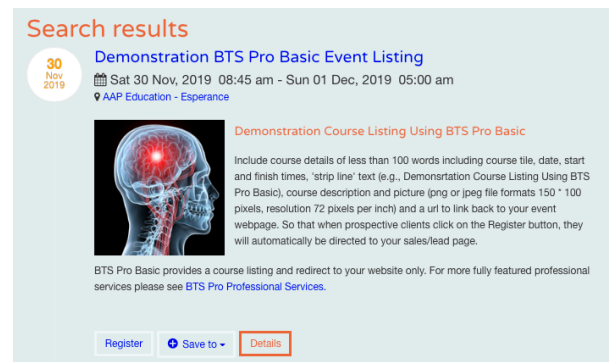 Search results
30
Nov
2019
Demonstration BTS Pro Basic Event Listing
Sat 30 Nov, 2019 08:45 am - Sun 01 Dec, 2019 05:00 am
AAP Education - Esperance
Demonstration Course Listing Using BTS Pro Basic
Include course details of less than 100 words including course tile, date, start
and finish times, 'strip line' text (e.g., Demonsrtation Course Listing Using BTS
Pro Basic), course description and picture (png or jpeg file formats 150 * 100
pixels, resolution 72 pixels per inch) and a url to link back to your event
webpage. So that when prospective clients click on the Register button, they
will automatically be directed to your sales/lead page.
BTS Pro Basic provides a course listing and redirect to your website only. For more fully featured professional
services please see BTS Pro Professional Services.
Register Save to Details